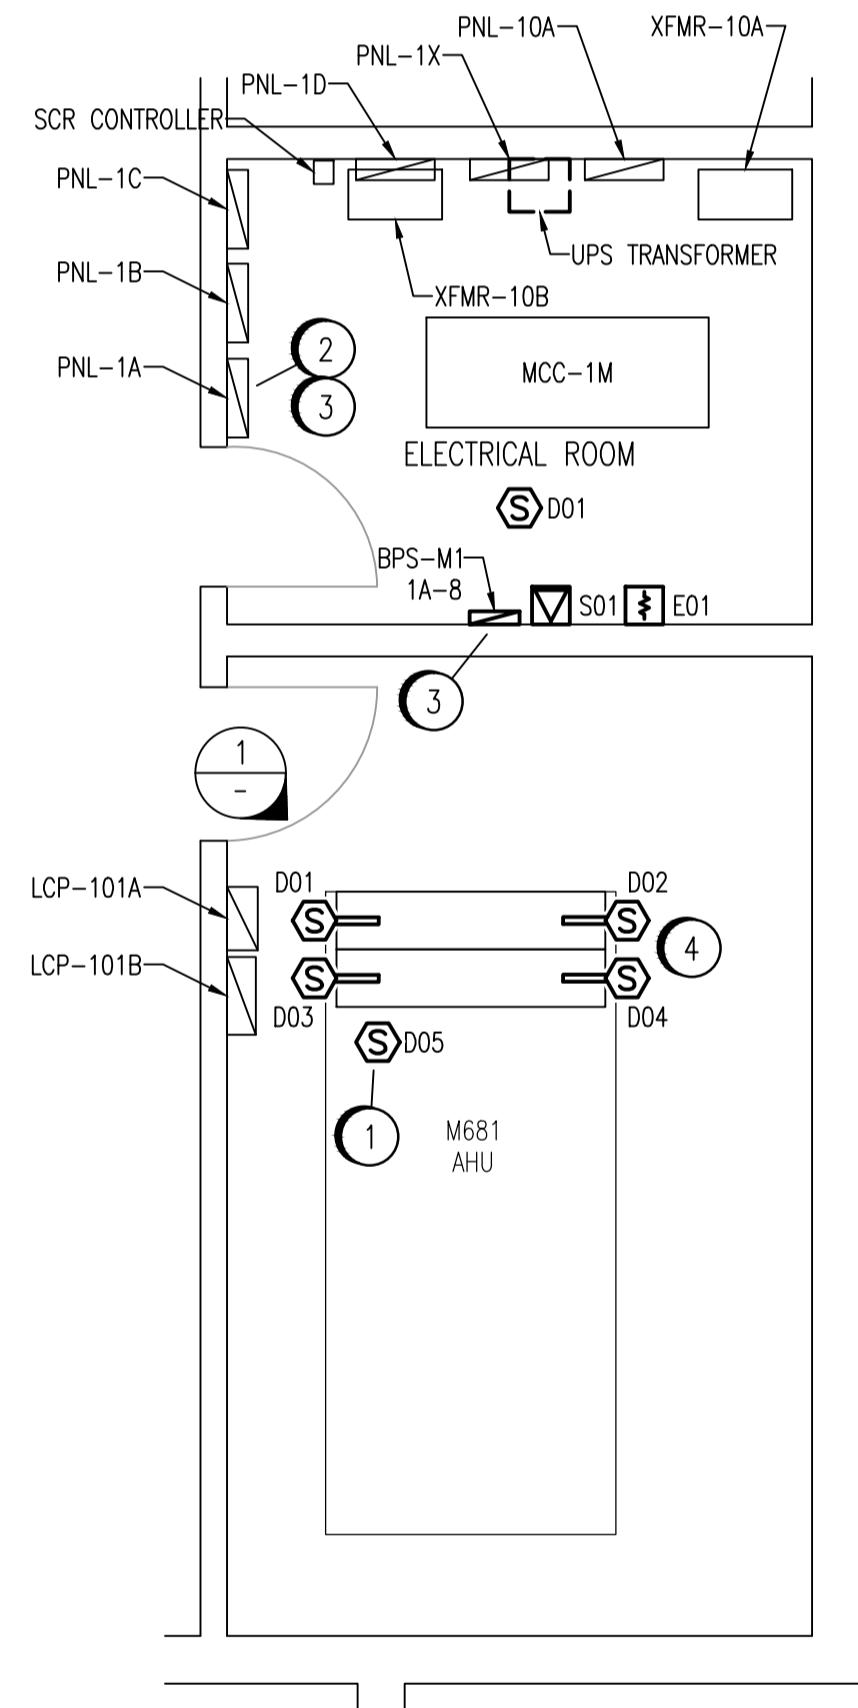 PNL-10A
XFMR-10A
PNL-1X
PNL-1D
SCR CONTROLLER
PNL-1C
UPS TRANSFORMER
PNL-1B
XFMR-10B
2
PNL-1A
MCC-1M
3
ELECTRICAL ROOM
S D01
BPS-M1
1A-8
S01
E01
3
1
-
LCP-101A
D01
D02
S
S
4
LCP-101B
S
S
D03
D04
S D05
1
M681
AHU